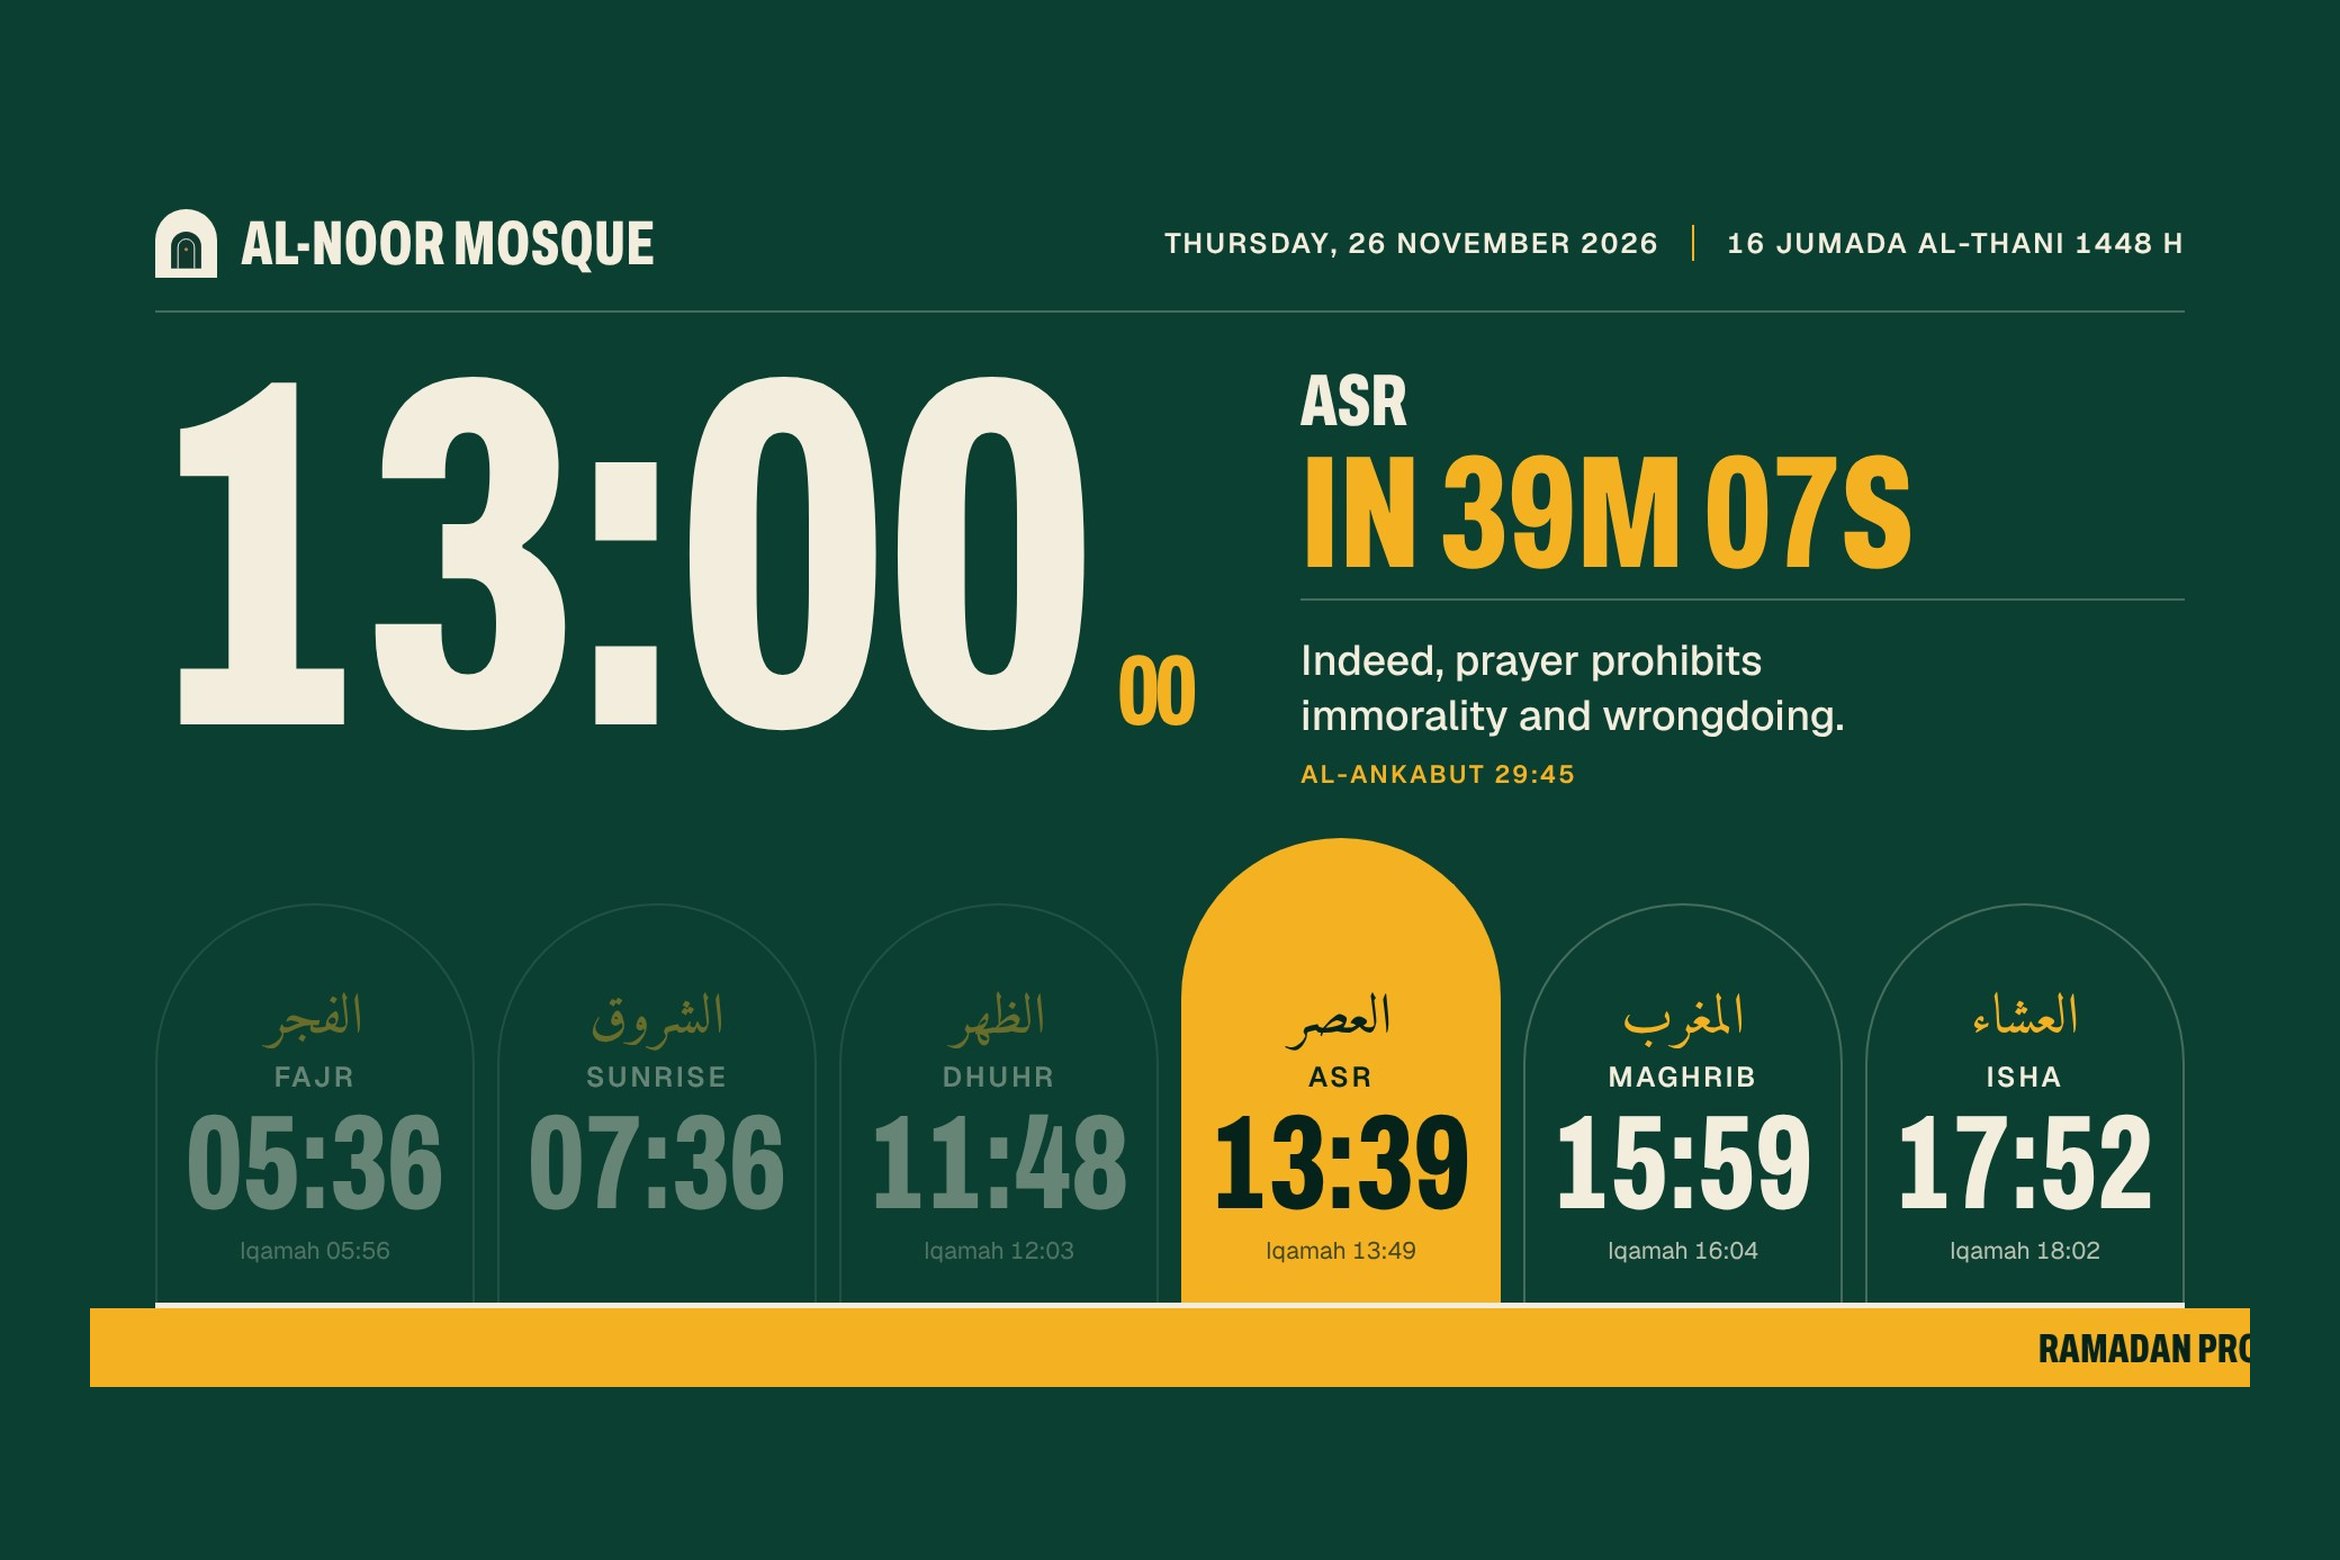 AL-NOOR MOSQUE
THURSDAY, 26 NOVEMBER 2026
16 JUMADA AL-THANI 1448 H
13:00 00
ASR
IN 39M 07S
Indeed, prayer prohibits
immorality and wrongdoing.
AL-ANKABUT 29:45
الفجر
FAJR
05:36
Iqamah 05:56
الشروق
SUNRISE
07:36
الظهر
DHUHR
11:48
Iqamah 12:03
العصر
ASR
13:39
Iqamah 13:49
المغرب
MAGHRIB
15:59
Iqamah 16:04
العشاء
ISHA
17:52
Iqamah 18:02
RAMADAN